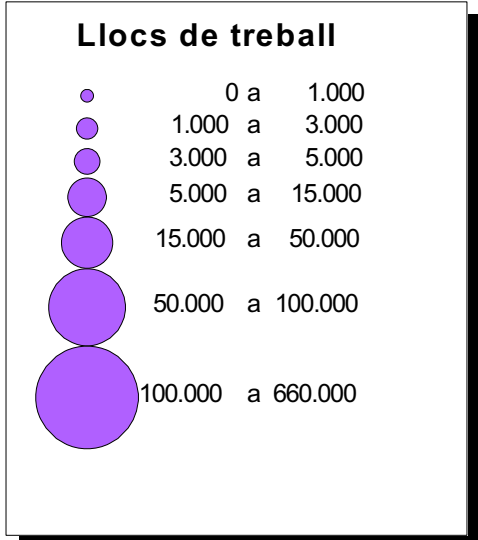 Llocs de treball
0 a 1.000
1.000 a 3.000
3.000 a 5.000
5.000 a 15.000
15.000 a 50.000
50.000 a 100.000
100.000 a 660.000